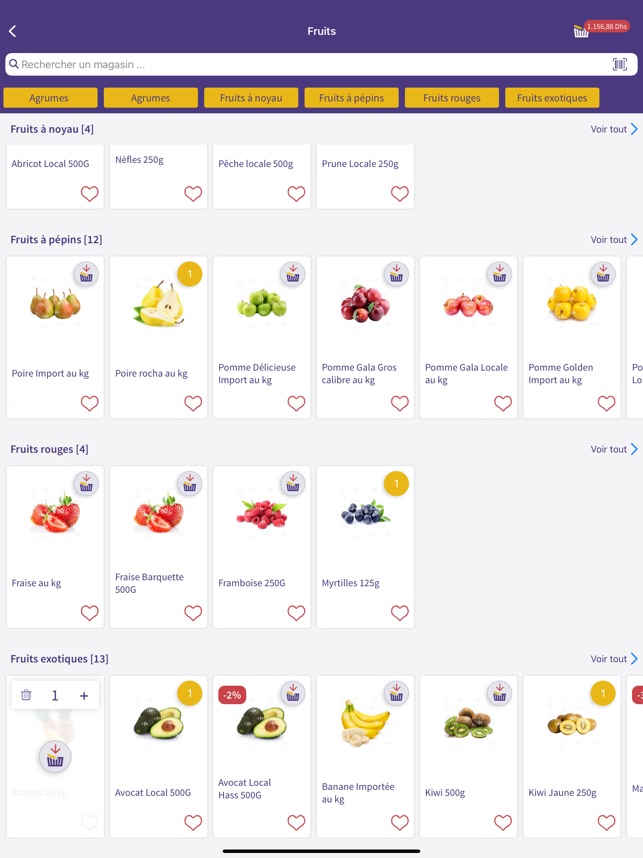 Fruits
1.156,88 Dhs
Rechercher un magasin ...
Agrumes
Agrumes
Fruits à noyau
Fruits à pépins
Fruits rouges
Fruits exotiques
Fruits à noyau [4]
Voir tout
Abricot Local 500G
Nèfles 250g
Pêche locale 500g
Prune Locale 250g
Fruits à pépins [12]
Voir tout
1
Poire Import au kg
Poire rocha au kg
Pomme Délicieuse
Import au kg
Pomme Gala Gros
calibre au kg
Pomme Gala Locale
au kg
Pomme Golden
Import au kg
Po
Lo
Fruits rouges [4]
Voir tout
1
Fraise au kg
Fraise Barquette
500G
Framboise 250G
Myrtilles 125g
Fruits exotiques [13]
Voir tout
1 +
1
-2%
1
Ananas au kg
Avocat Local 500G
Avocat Local
Hass 500G
Banane Importée
au kg
Kiwi 500g
Kiwi Jaune 250g
Ma